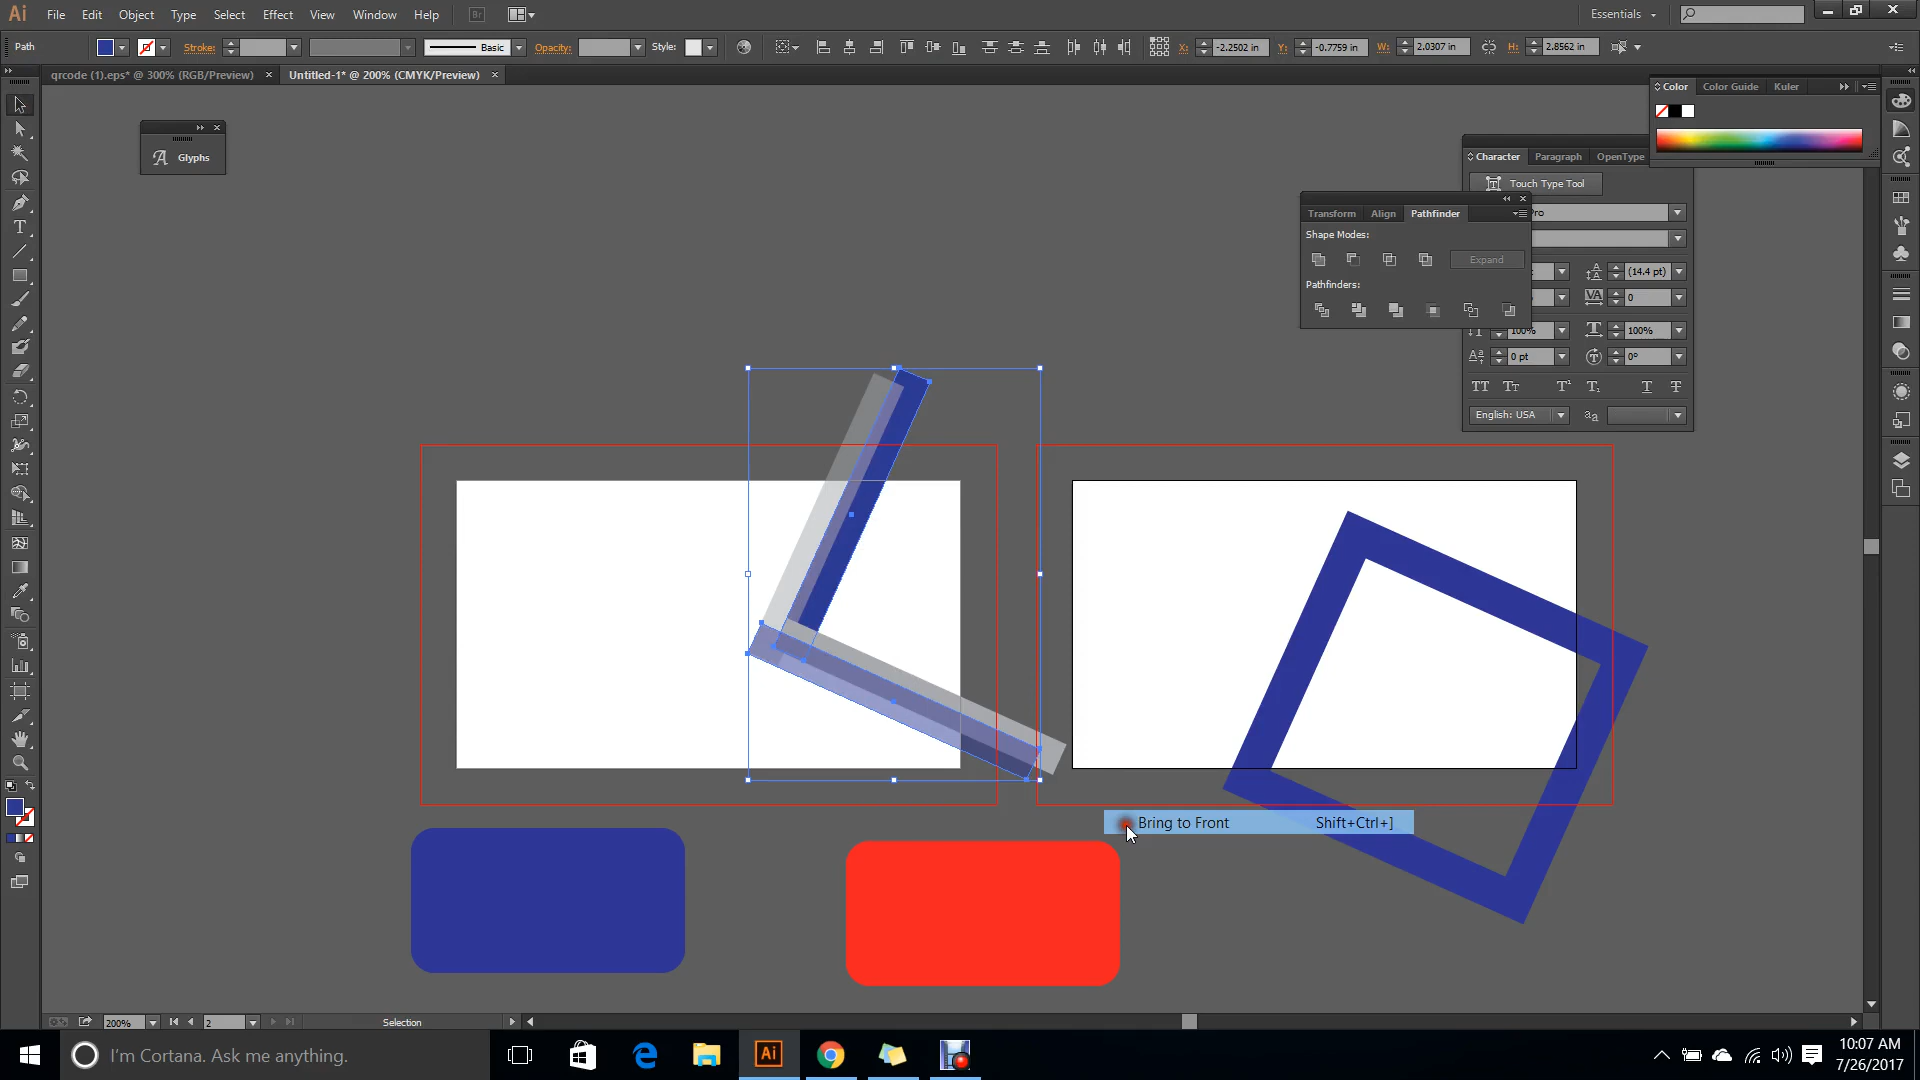 Ai File Edit Object Type Select Effect View Window Help Br Essentials
Path Stroke: Basic Opacity: Style: X: -2.2502 in Y: -0.7759 in W: 2.0307 in H: 2.8562 in
qrcode (1).eps* @ 300% (RGB/Preview) × Untitled-1* @ 200% (CMYK/Preview) ×
Color Color Guide Kuler
Glyphs
Character Paragraph OpenType
Touch Type Tool
Transform Align Pathfinder
Pro
Shape Modes:
Expand
Pathfinders:
(14.4 pt)
0
100% 100%
0 pt 0°
English: USA
Bring to Front Shift+Ctrl+]
200% 2 Selection
I'm Cortana. Ask me anything.
Ai
10:07 AM
7/26/2017